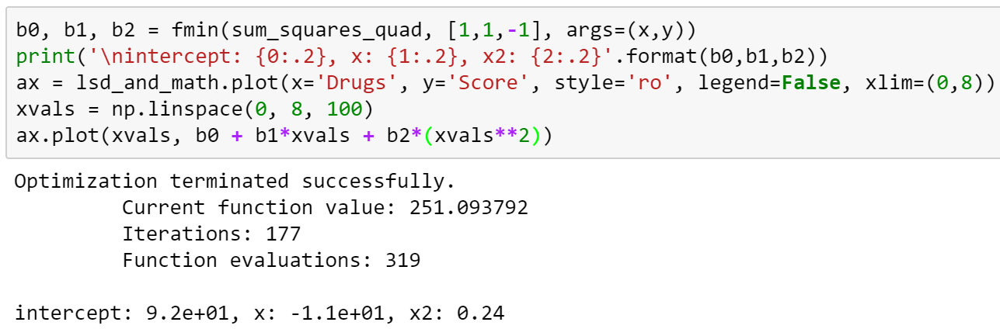 b0, b1, b2 = fmin(sum_squares_quad, [1,1,-1], args=(x,y))
print('\nintercept: {0:.2}, x: {1:.2}, x2: {2:.2}'.format(b0,b1,b2))
ax = lsd_and_math.plot(x='Drugs', y='Score', style='ro', legend=False, xlim=(0,8))
xvals = np.linspace(0, 8, 100)
ax.plot(xvals, b0 + b1*xvals + b2*(xvals**2))
Optimization terminated successfully.
         Current function value: 251.093792
         Iterations: 177
         Function evaluations: 319
intercept: 9.2e+01, x: -1.1e+01, x2: 0.24